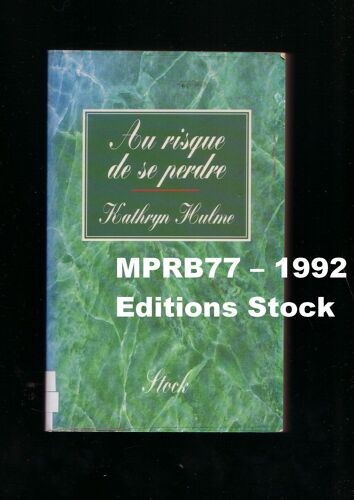 Au risque
de se perdre
Kathryn Hulme
MPRB77 – 1992
Editions Stock
Stock